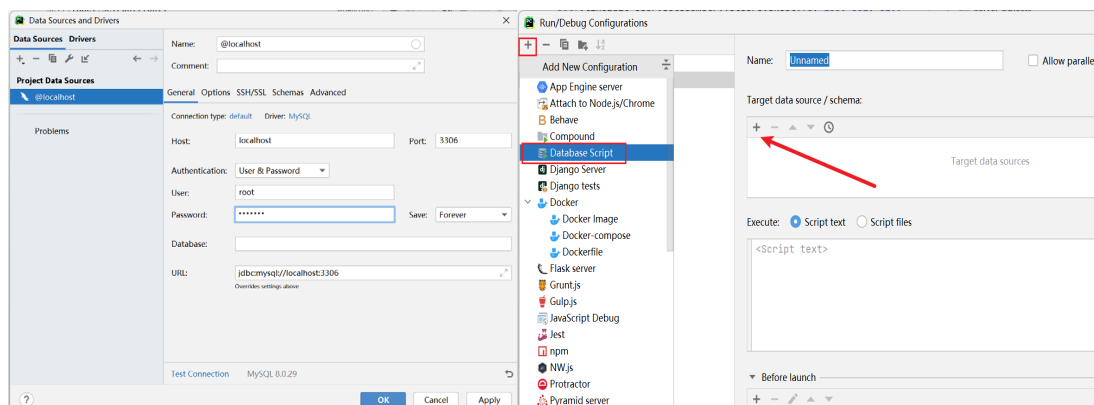 Data Sources and Drivers
Data Sources Drivers
Project Data Sources
@localhost
Problems
Name: @localhost
Comment:
General Options SSH/SSL Schemas Advanced
Connection type: default Driver: MySQL
Host: localhost Port: 3306
Authentication: User & Password
User: root
Password: •••••••
Save: Forever
Database:
URL: jdbc:mysql://localhost:3306
Overrides settings above
Test Connection MySQL 8.0.29
? OK Cancel Apply
Run/Debug Configurations
Add New Configuration
App Engine server
Attach to Node.js/Chrome
Behave
Compound
Database Script
Django Server
Django tests
Docker
Docker Image
Docker-compose
Dockerfile
Flask server
Grunt.js
Gulp.js
JavaScript Debug
Jest
npm
NW.js
Protractor
Pyramid server
Name: Unnamed
Allow paralle
Target data source / schema:
Target data sources
Execute: Script text Script files
<Script text>
Before launch